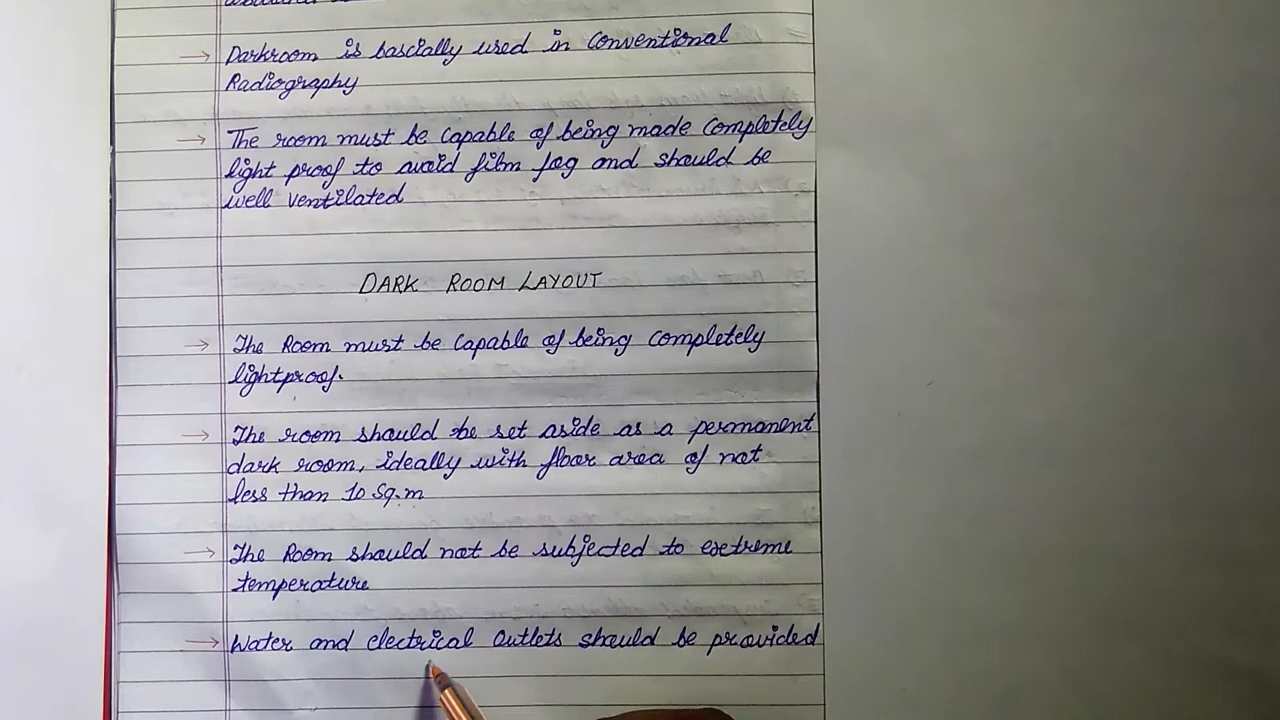 → Darkroom is bascially used in Conventional
Radiography
→ The room must be capable of being made completely
light proof to avoid film fog and should be
well ventilated
DARK ROOM LAYOUT
→ The Room must be capable of being completely
lightproof.
→ The room should be set aside as a permanent
dark room, ideally with floor area of not
less than 10 Sq.m
→ The Room should not be subjected to extreme
temperature
→ Water and electrical outlets should be provided